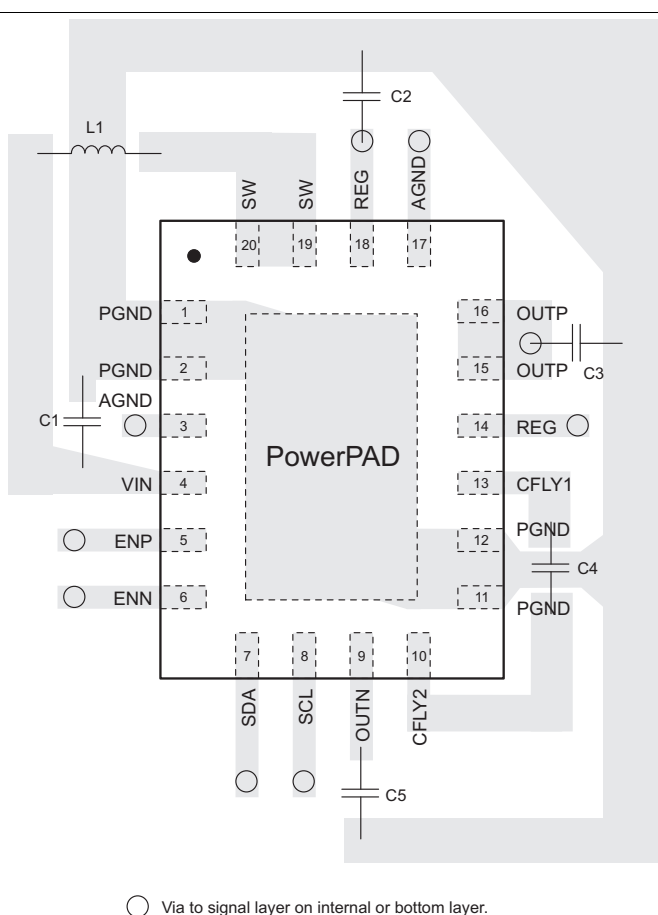 C2
L1
SW
SW
REG
AGND
20
19
18
17
PGND
1
16
OUTP
PGND
2
15
OUTP
C3
AGND
C1
3
14
REG
PowerPAD
VIN
4
13
CFLY1
PGND
ENP
5
12
C4
ENN
6
11
PGND
7
8
9
10
SDA
SCL
OUTN
CFLY2
C5
Via to signal layer on internal or bottom layer.